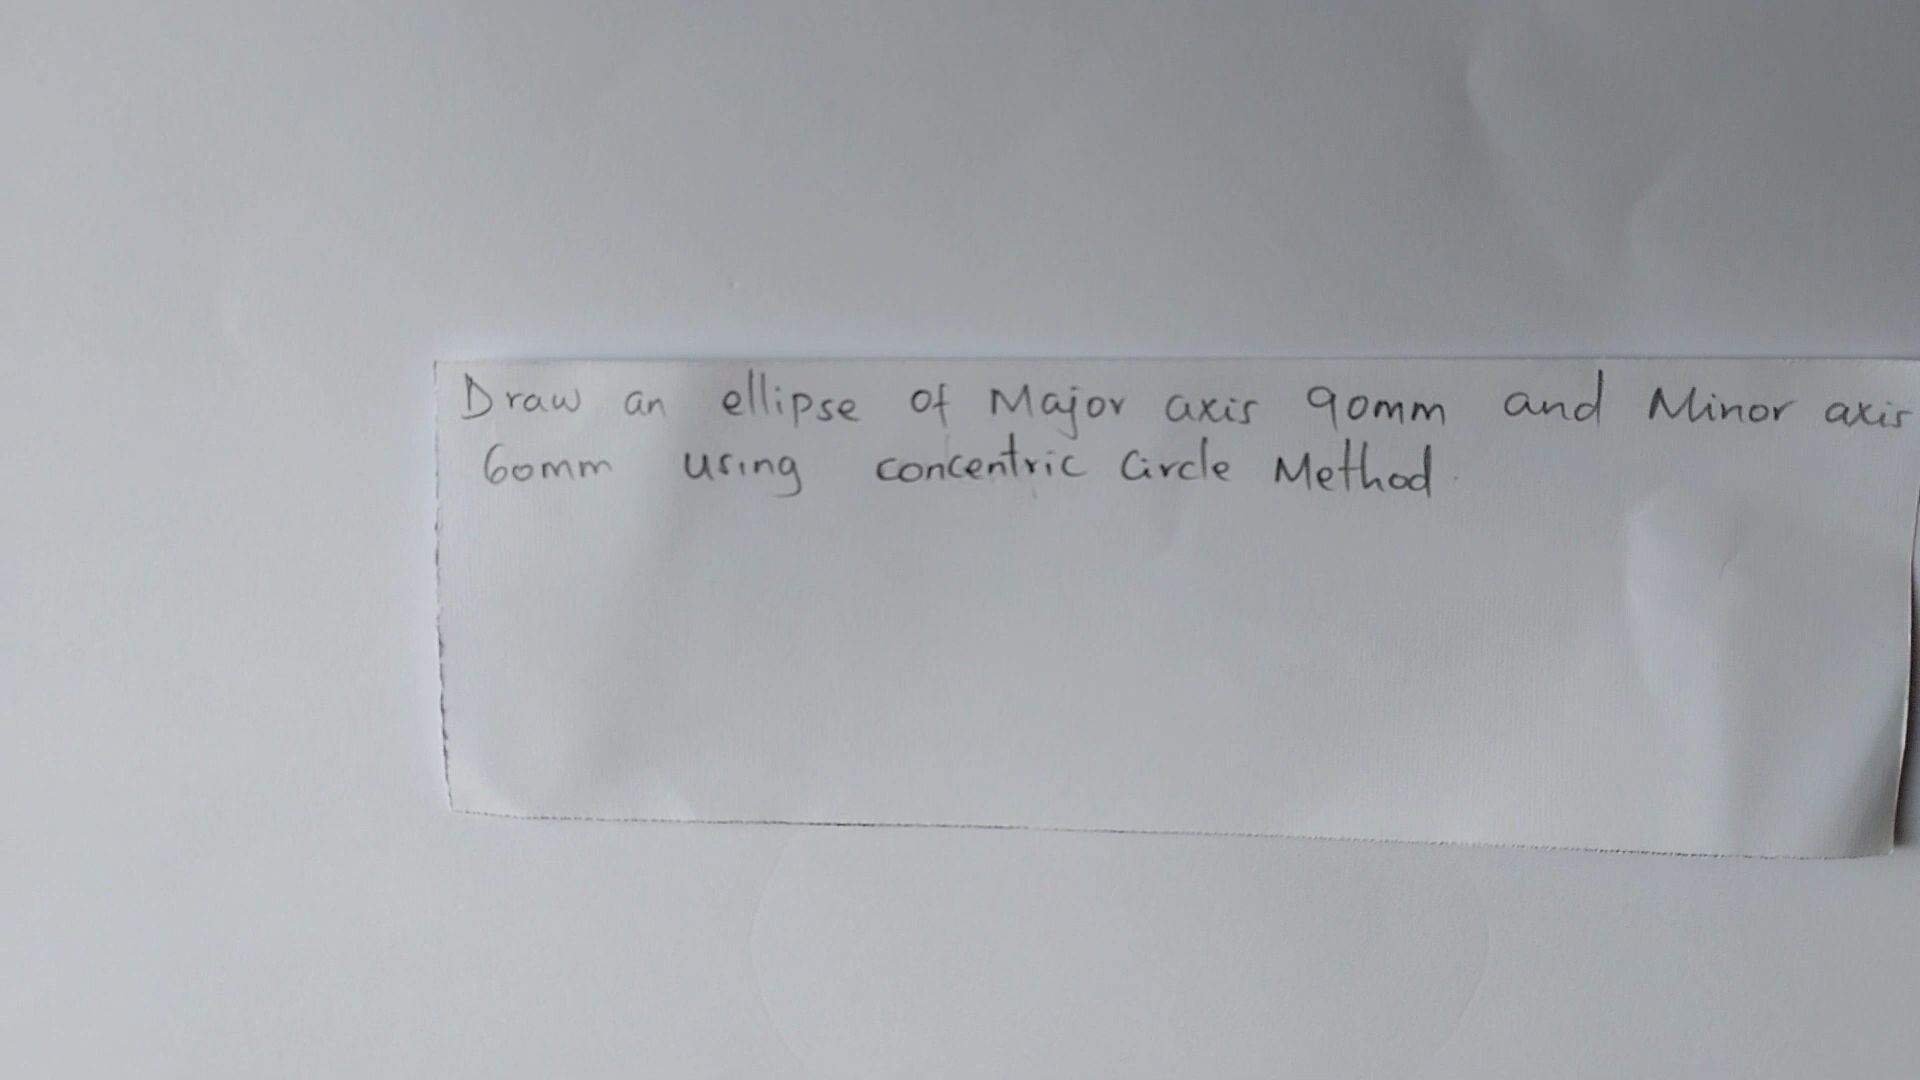 Draw an ellipse of Major axis 90mm and Minor axis
60mm using concentric Circle Method.